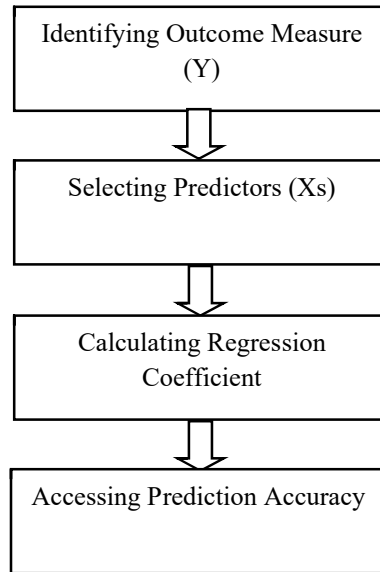 Identifying Outcome Measure
(Y)
Selecting Predictors (Xs)
Calculating Regression
Coefficient
Accessing Prediction Accuracy